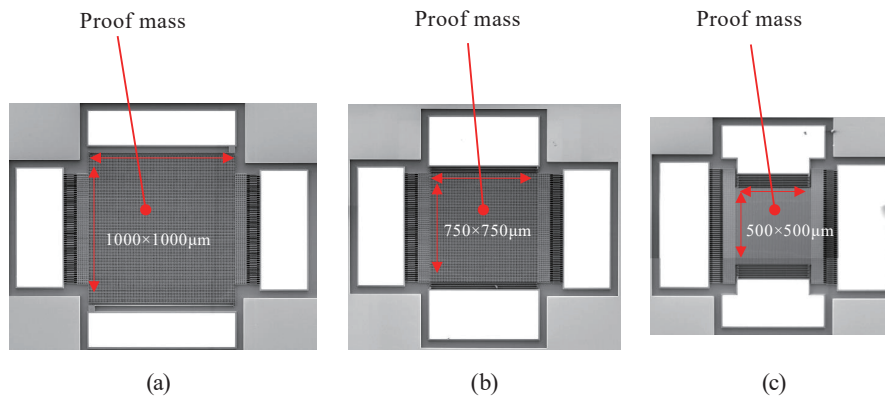 Proof mass
Proof mass
Proof mass
1000×1000μm
750×750μm
500×500μm
(a)
(b)
(c)